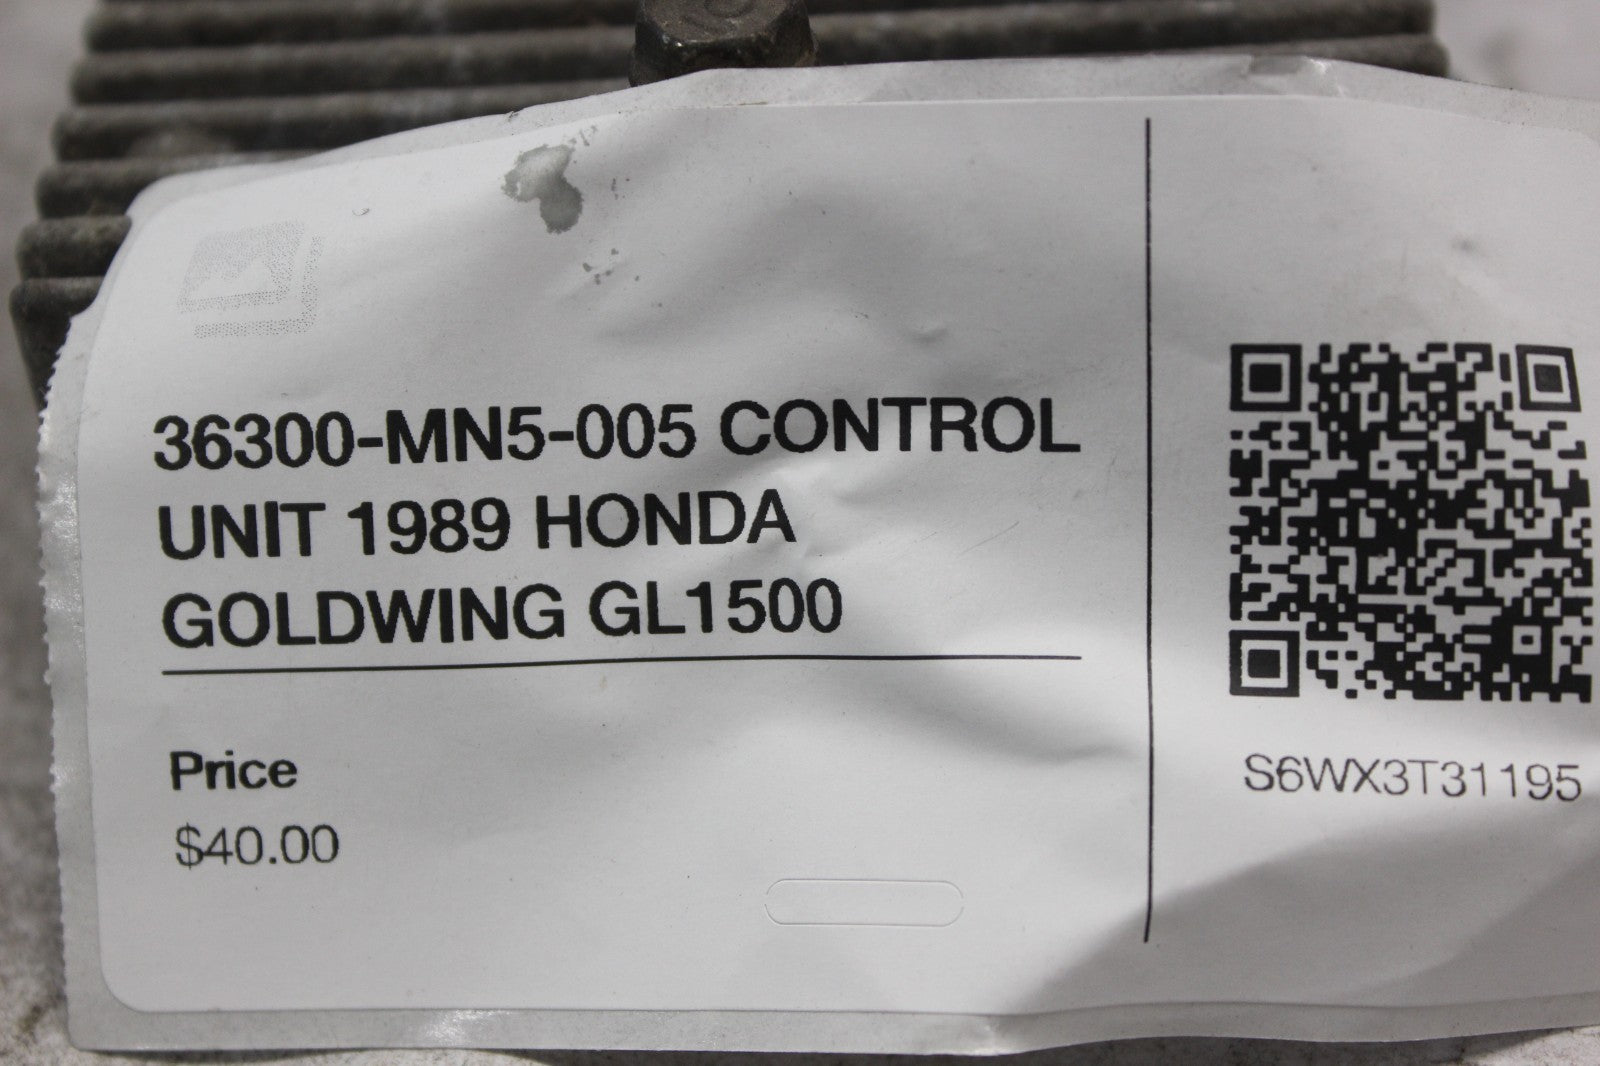 36300-MN5-005 CONTROL
UNIT 1989 HONDA
GOLDWING GL1500
Price
$40.00
S6WX3T31195